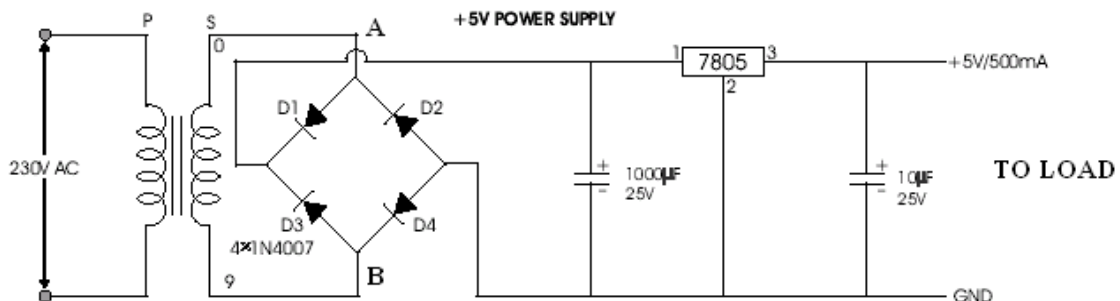 +5V POWER SUPPLY
P
S
A
0
1
7805
3
+5V/500mA
2
D1
D2
230V AC
1000µF
25V
+
-
10µF
25V
+
-
TO LOAD
D3
D4
4×1N4007
B
9
GND